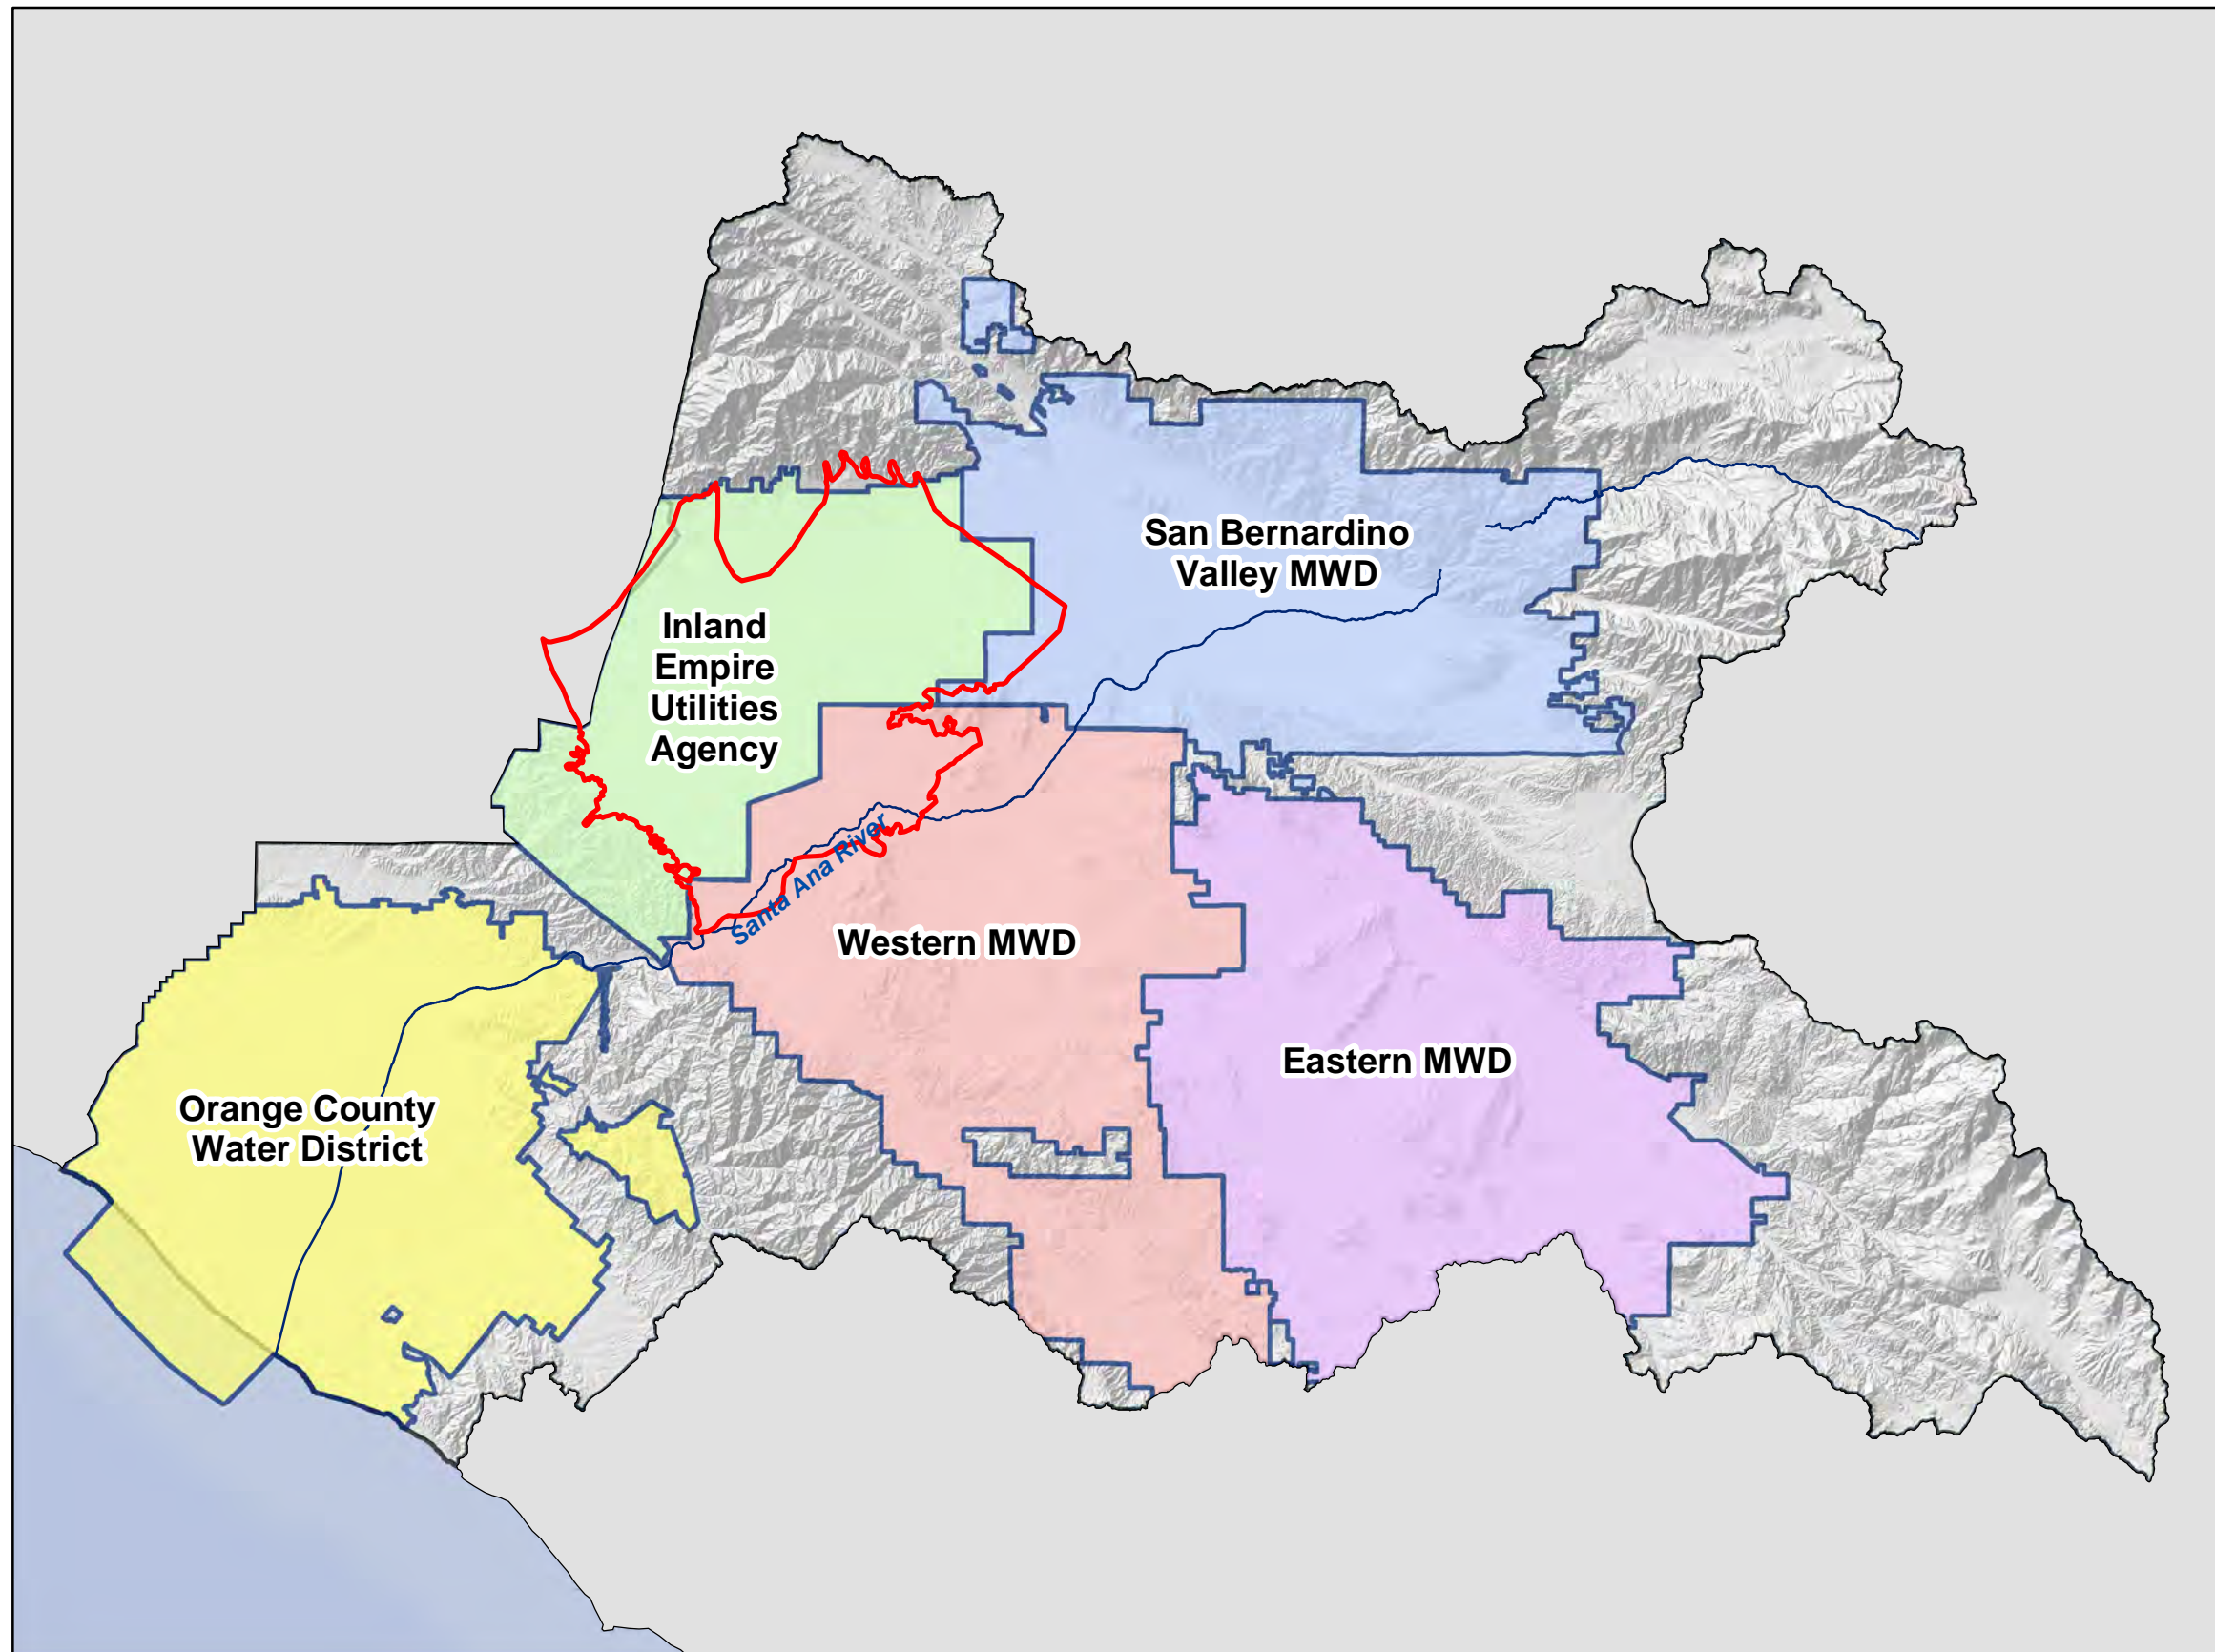 San Bernardino
Valley MWD
Inland
Empire
Utilities
Agency
Santa Ana River
Western MWD
Eastern MWD
Orange County
Water District